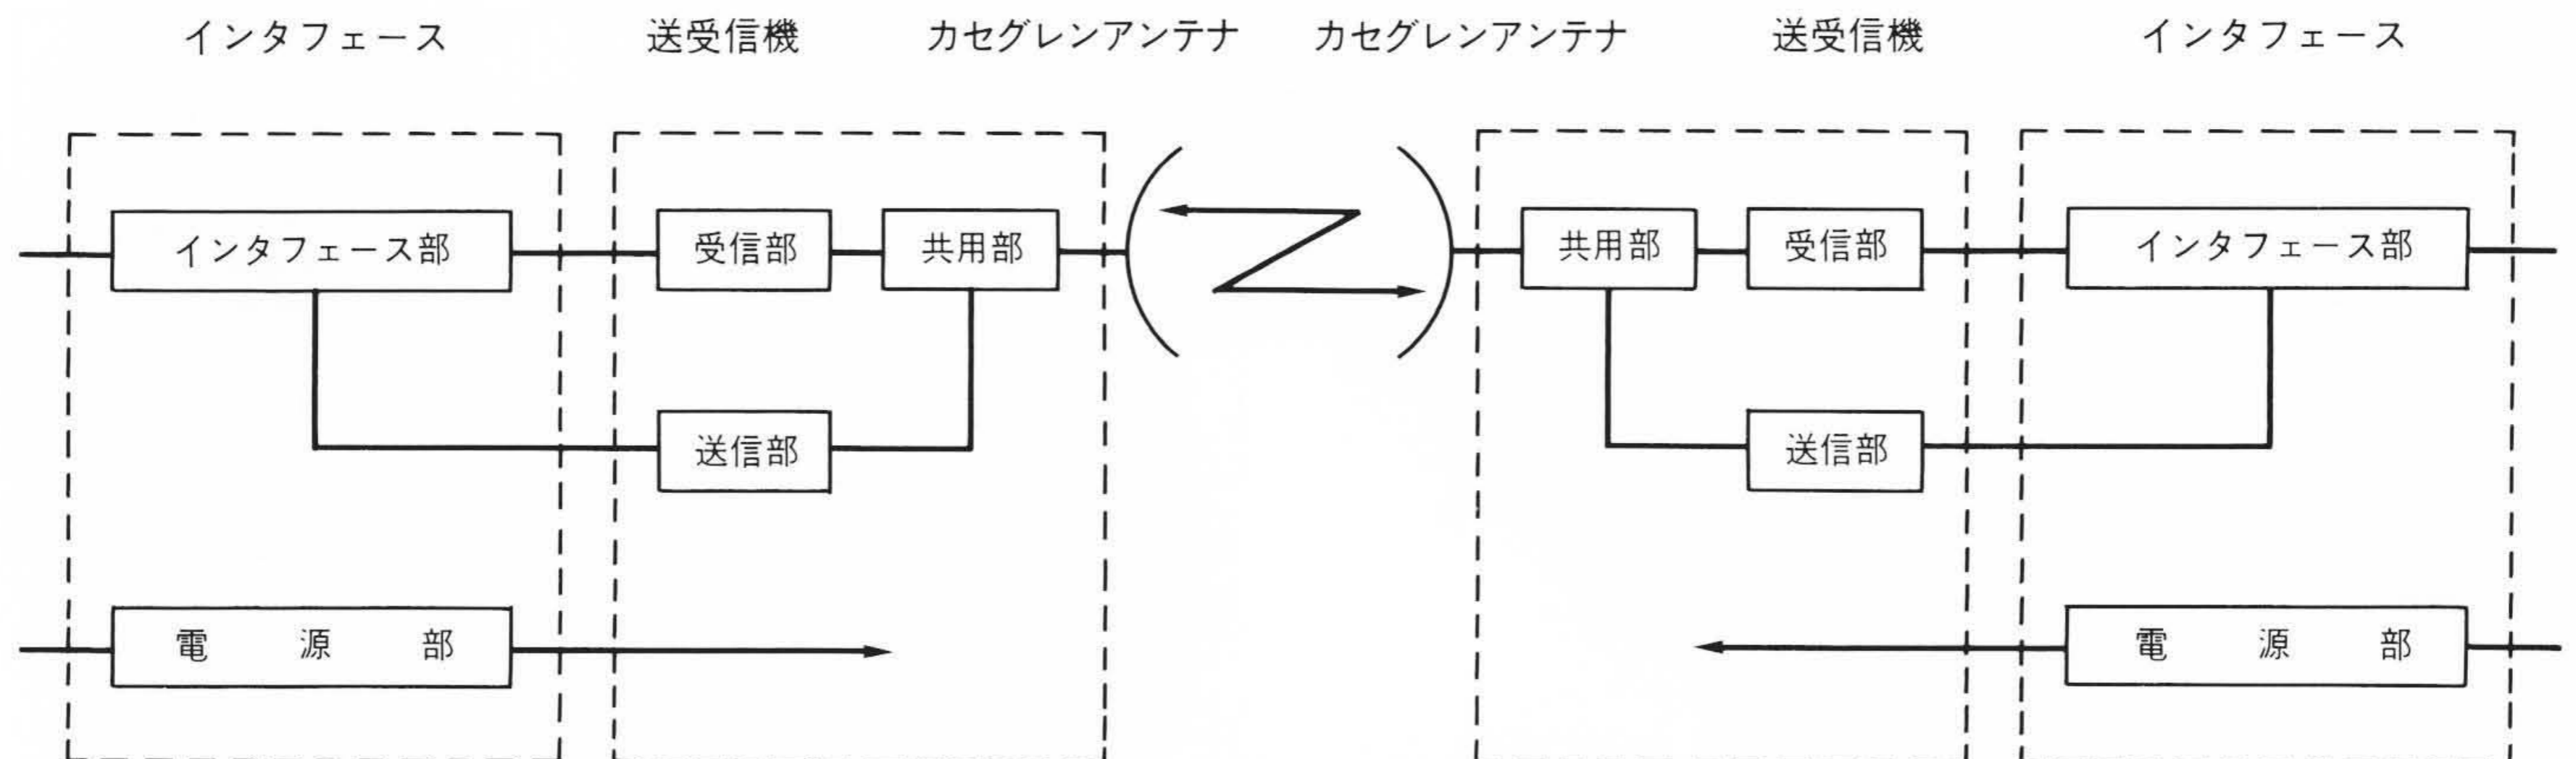 インタフェース 送受信機 カセグレンアンテナ カセグレンアンテナ 送受信機 インタフェース
インタフェース部 受信部 共用部 共用部 受信部 インタフェース部
送信部 送信部
電源部 電源部